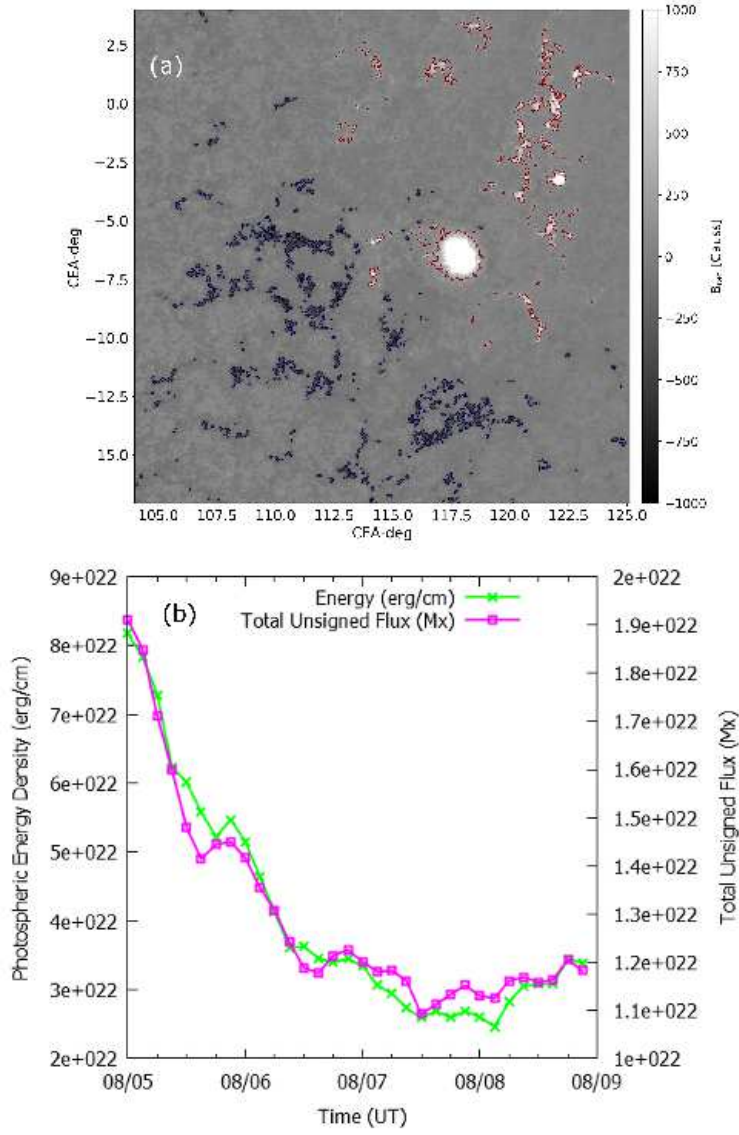 (a)
2.5
0.0
−2.5
−5.0
−7.5
−10.0
−12.5
15.0
CEA-deg
105.0 107.5 110.0 112.5 115.0 117.5 120.0 122.5 125.0
CEA-deg
1000
750
500
250
0
−250
−500
−750
−1000
[Gauss]
(b)
Energy (erg/cm)
Total Unsigned Flux (Mx)
9e+022
8e+022
7e+022
6e+022
5e+022
4e+022
3e+022
2e+022
Photospheric Energy Density (erg/cm)
2e+022
1.9e+022
1.8e+022
1.7e+022
1.6e+022
1.5e+022
1.4e+022
1.3e+022
1.2e+022
1.1e+022
1e+022
Total Unsigned Flux (Mx)
08/05 08/06 08/07 08/08 08/09
Time (UT)